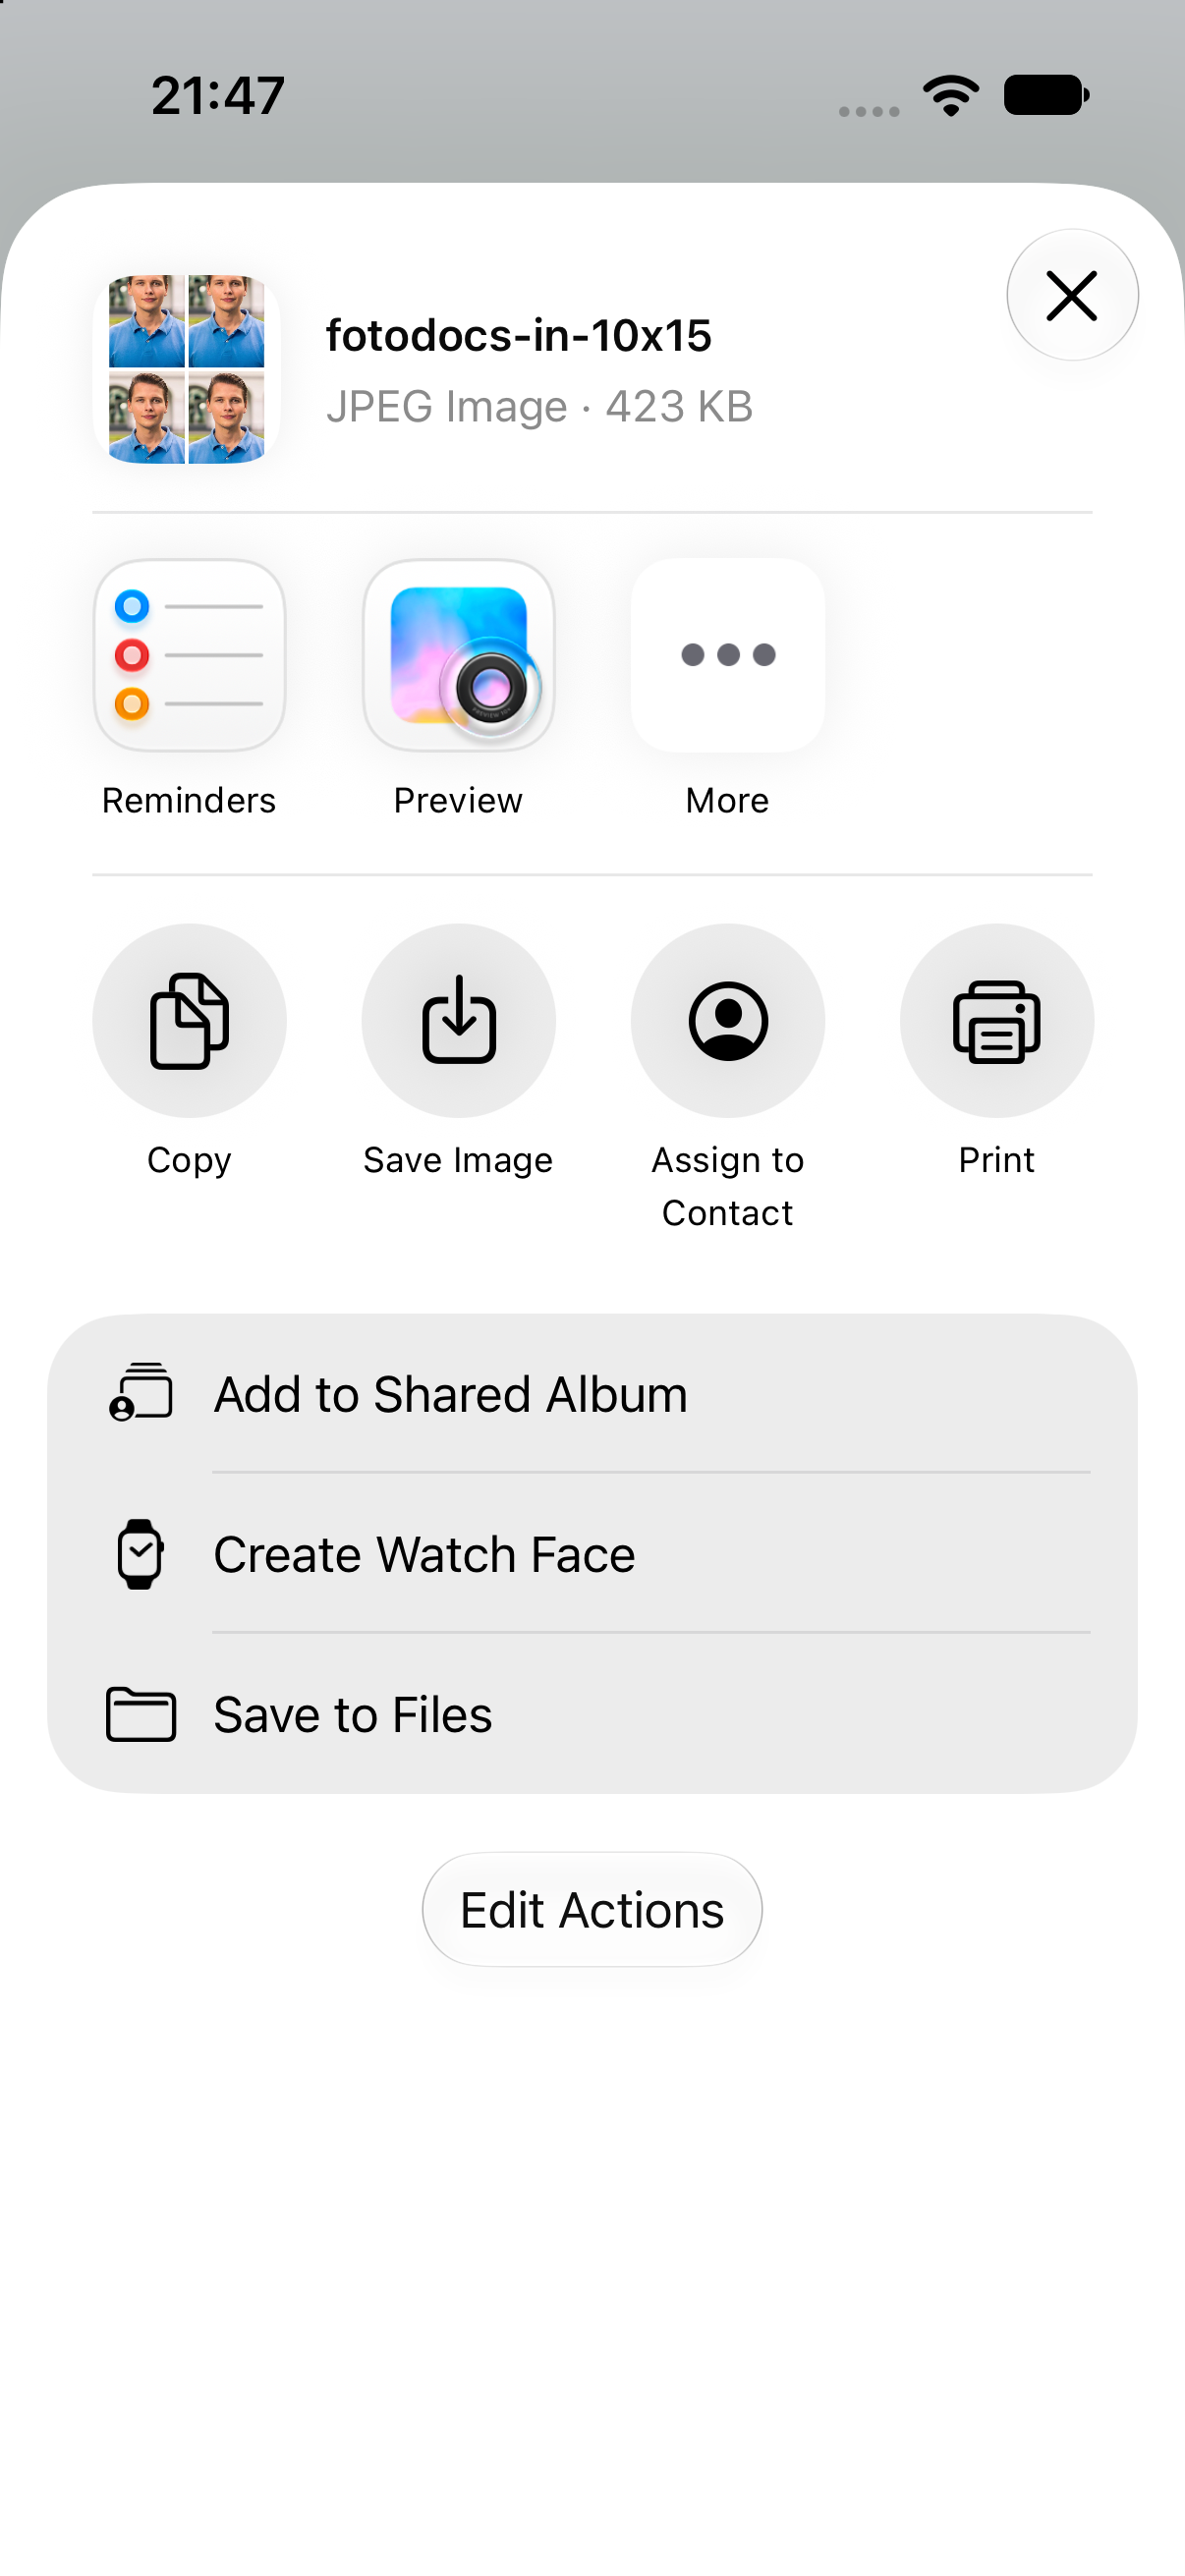 21:47
fotodocs-in-10x15
JPEG Image · 423 KB
Reminders
Preview
More
Copy
Save Image
Assign to
Contact
Print
Add to Shared Album
Create Watch Face
Save to Files
Edit Actions